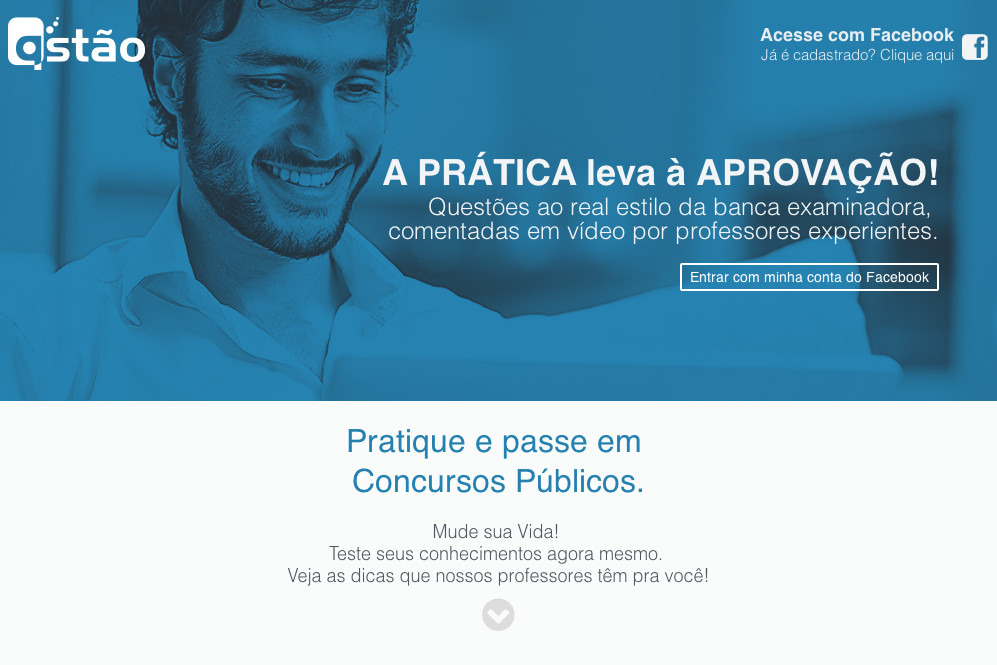 qstão
Acesse com Facebook
Já é cadastrado? Clique aqui
A PRÁTICA leva à APROVAÇÃO!
Questões ao real estilo da banca examinadora,
comentadas em vídeo por professores experientes.
Entrar com minha conta do Facebook
Pratique e passe em
Concursos Públicos.
Mude sua Vida!
Teste seus conhecimentos agora mesmo.
Veja as dicas que nossos professores têm pra você!